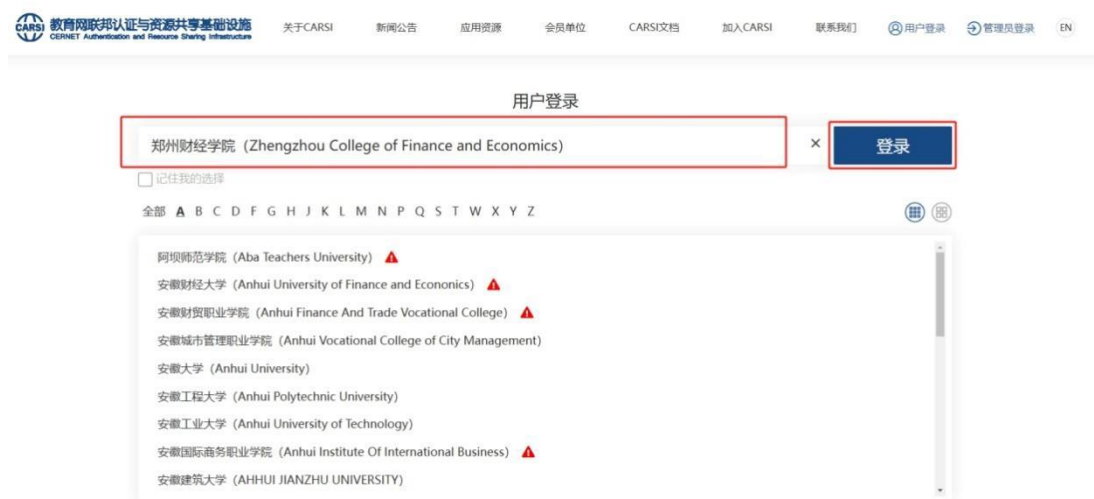 CARSI 教育网联邦认证与资源共享基础设施
CERNET Authentication and Resource Sharing Infrastructure
关于CARSI 新闻公告 应用资源 会员单位 CARSI文档 加入CARSI 联系我们 用户登录 管理员登录 EN
用户登录
郑州财经学院（Zhengzhou College of Finance and Economics） × 登录
记住我的选择
全部 A B C D F G H J K L M N P Q S T W X Y Z
阿坝师范学院（Aba Teachers University）
安徽财经大学（Anhui University of Finance and Econonics）
安徽财贸职业学院（Anhui Finance And Trade Vocational College）
安徽城市管理职业学院（Anhui Vocational College of City Management）
安徽大学（Anhui University）
安徽工程大学（Anhui Polytechnic University）
安徽工业大学（Anhui University of Technology）
安徽国际商务职业学院（Anhui Institute Of International Business）
安徽建筑大学（AHHUI JIANZHU UNIVERSITY）